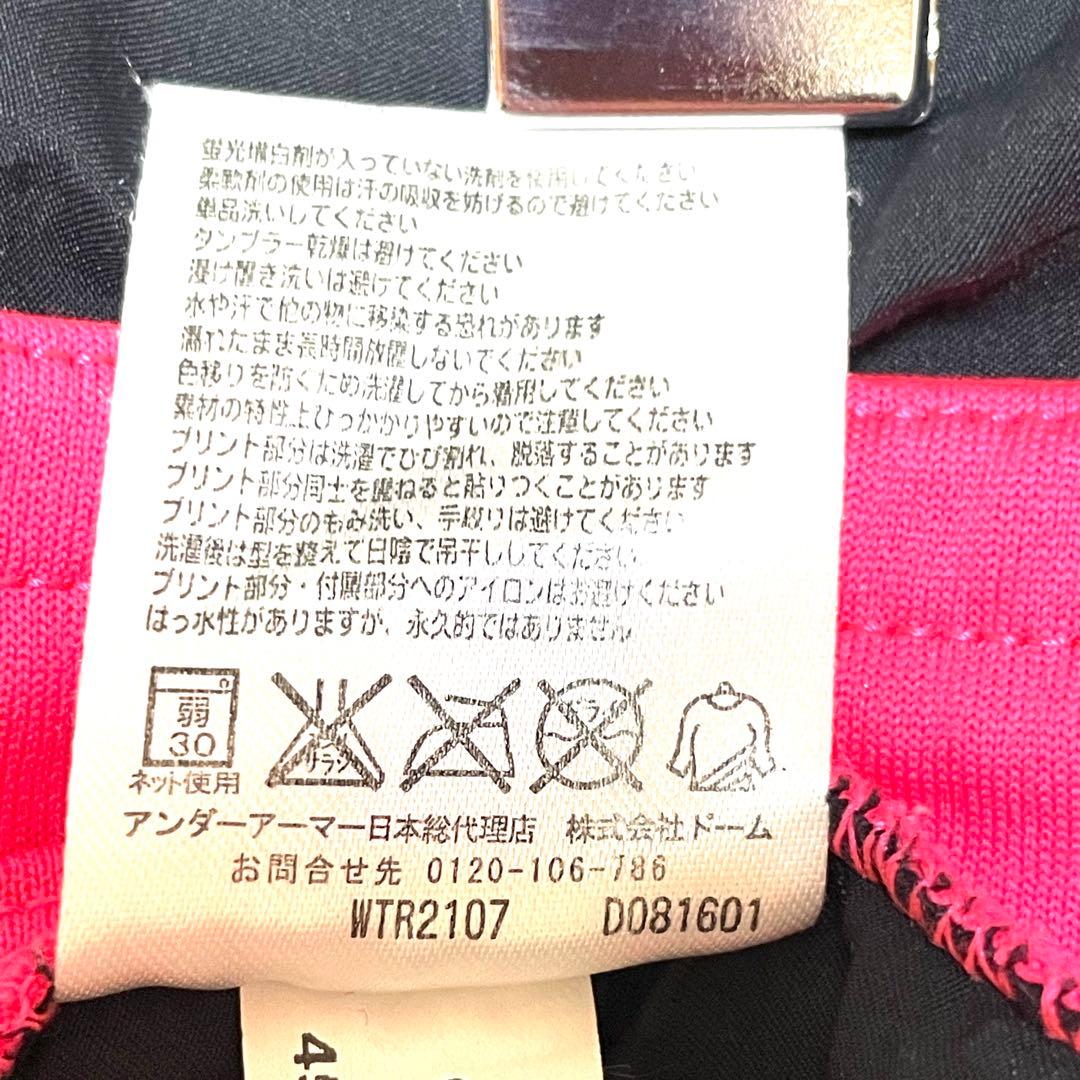 蛍光増白剤が入っていない洗剤を使用してください
柔軟剤の使用は汗の吸収を妨げるので避けてください
単品洗いしてください
タンブラー乾燥は避けてください
浸け置き洗いは避けてください
水や汗で他の物に移染する恐れがあります
濡れたまま長時間放置しないでください
色移りを防ぐため洗濯してから着用してください
素材の特性上ひっかかりやすいので注意してください
プリント部分は洗濯でひび割れ、脱落することがあります
プリント部分同士を重ねると貼りつくことがあります
プリント部分のもみ洗い、手絞りは避けてください
洗濯後は型を整えて日陰で吊干ししてください
プリント部分・付属部分へのアイロンはお避けください
はっ水性がありますが、永久的ではありません
弱
30
エンソサラシ
ドライ
ネット使用
アンダーアーマー日本総代理店 株式会社ドーム
お問合せ先 0120-106-786
WTR2107 D081601
45